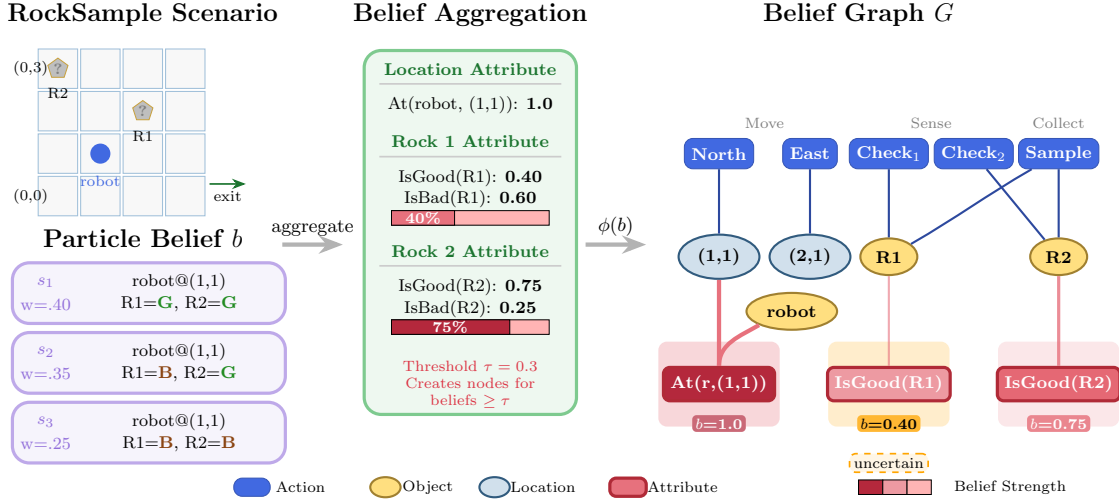 RockSample Scenario
(0,3)
?
R2
?
R1
robot
(0,0)
exit
Particle Belief b
s₁
w=.40
robot@(1,1)
R1=G, R2=G
s₂
w=.35
robot@(1,1)
R1=B, R2=G
s₃
w=.25
robot@(1,1)
R1=B, R2=B
aggregate
Belief Aggregation
Location Attribute
At(robot, (1,1)): 1.0
Rock 1 Attribute
IsGood(R1): 0.40
IsBad(R1): 0.60
40%
Rock 2 Attribute
IsGood(R2): 0.75
IsBad(R2): 0.25
75%
Threshold τ = 0.3
Creates nodes for
beliefs ≥ τ
ϕ(b)
Belief Graph G
Move
Sense
Collect
North
East
Check₁
Check₂
Sample
(1,1)
(2,1)
R1
R2
robot
At(r,(1,1))
IsGood(R1)
IsGood(R2)
b=1.0
b=0.40
b=0.75
uncertain
Action
Object
Location
Attribute
Belief Strength